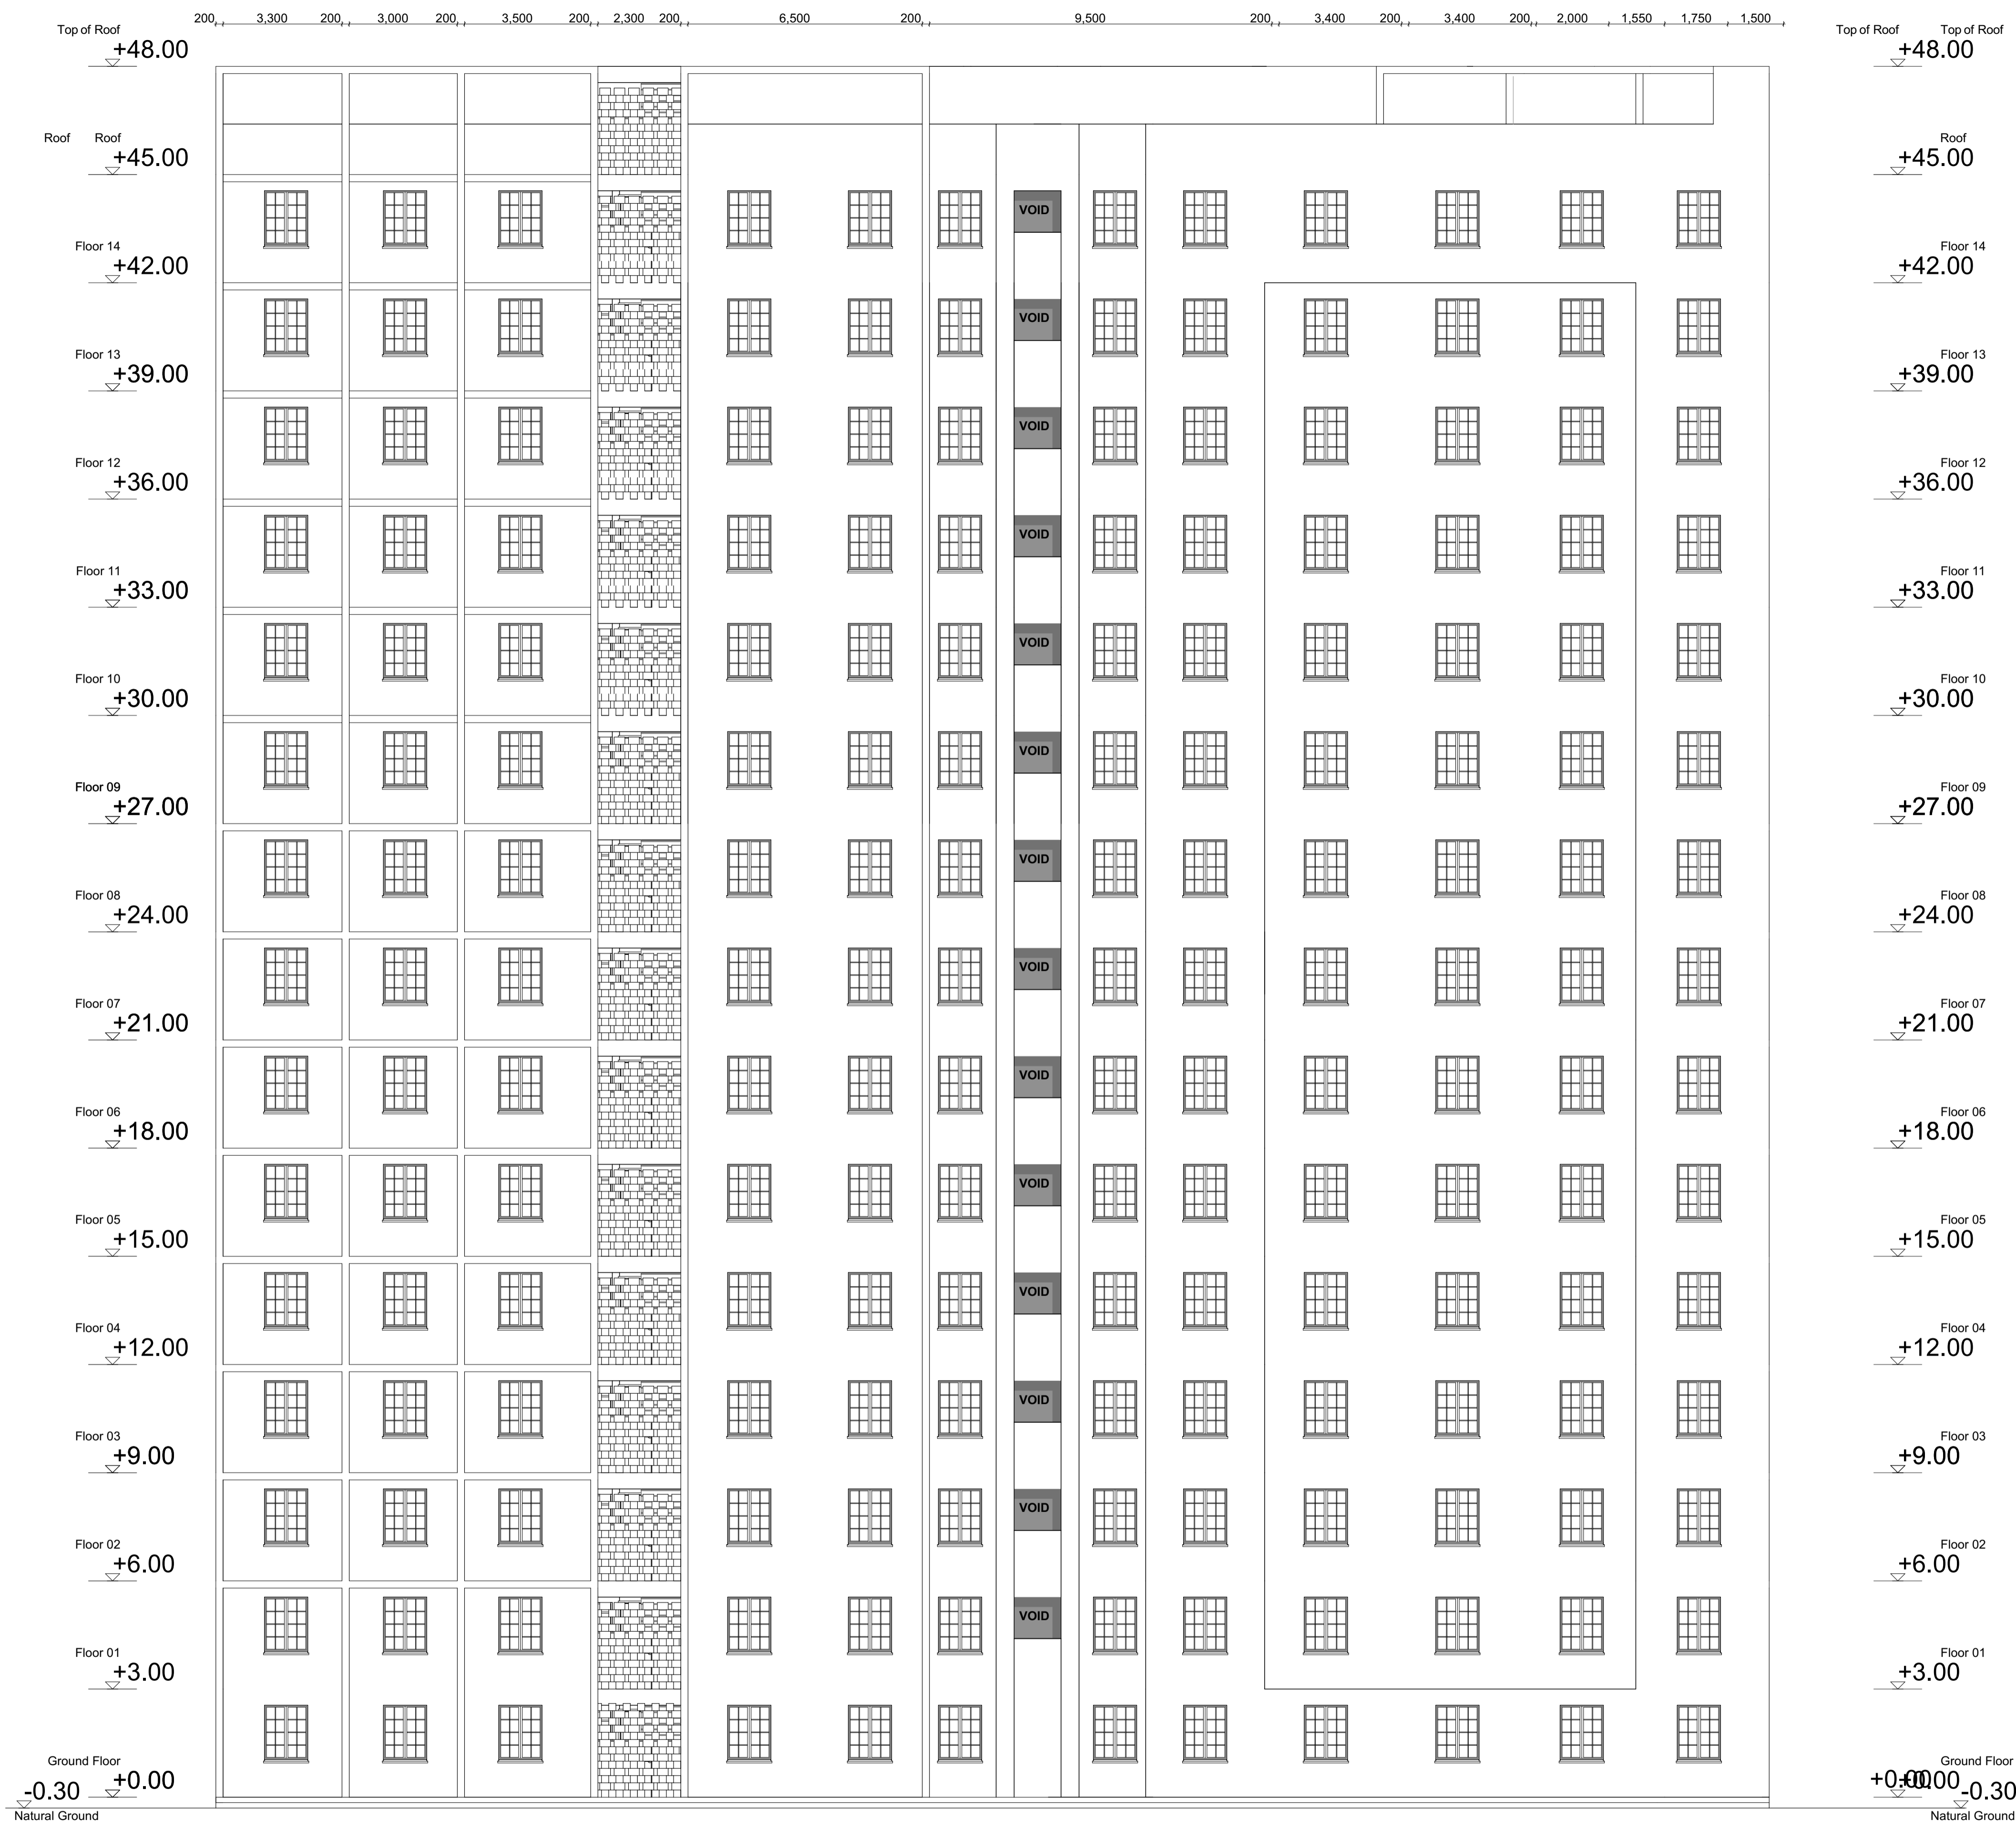 200 3,300 200 3,000 200 3,500 200 2,300 200 6,500 200 9,500 200 3,400 200 3,400 200 2,000 1,550 1,750 1,500
Top of Roof Top of Roof Top of Roof
+48.00 +48.00
Roof Roof Roof
+45.00 +45.00
VOID
Floor 14 Floor 14
+42.00 +42.00
VOID
Floor 13 Floor 13
+39.00 +39.00
VOID
Floor 12 Floor 12
+36.00 +36.00
VOID
Floor 11 Floor 11
+33.00 +33.00
VOID
Floor 10 Floor 10
+30.00 +30.00
VOID
Floor 09 Floor 09
+27.00 +27.00
VOID
Floor 08 Floor 08
+24.00 +24.00
VOID
Floor 07 Floor 07
+21.00 +21.00
VOID
Floor 06 Floor 06
+18.00 +18.00
VOID
Floor 05 Floor 05
+15.00 +15.00
VOID
Floor 04 Floor 04
+12.00 +12.00
VOID
Floor 03 Floor 03
+9.00 +9.00
VOID
Floor 02 Floor 02
+6.00 +6.00
VOID
Floor 01 Floor 01
+3.00 +3.00
Ground Floor Ground Floor
+0.00 +0.00 +0.00
-0.30 -0.30
Natural Ground Natural Ground